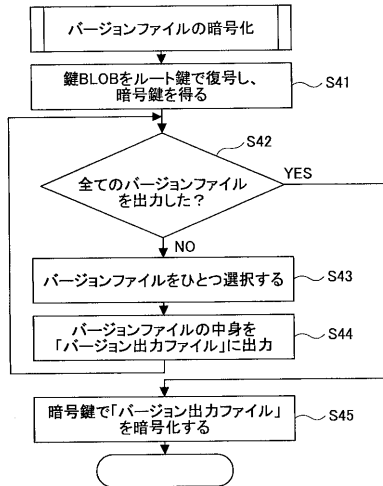 バージョンファイルの暗号化
鍵BLOBをルート鍵で復号し、
暗号鍵を得る
S41
S42
全てのバージョンファイル
を出力した？
YES
NO
バージョンファイルをひとつ選択する
S43
バージョンファイルの中身を
「バージョン出力ファイル」に出力
S44
暗号鍵で「バージョン出力ファイル」
を暗号化する
S45